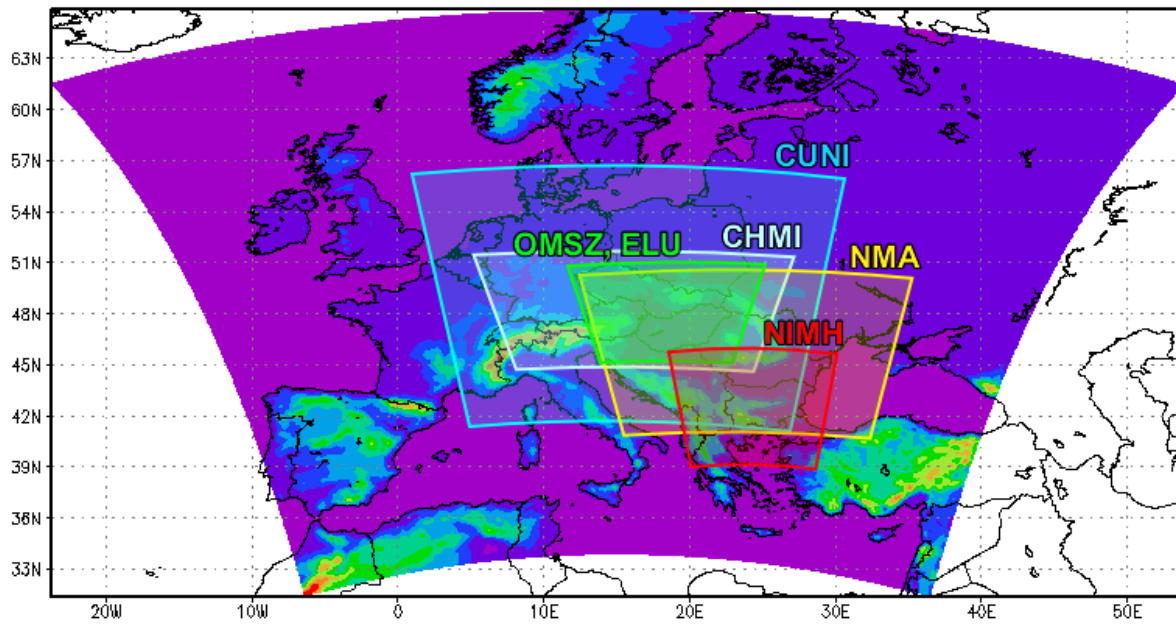 63N
60N
57N
CUNI
54N
OMSZ, ELU
CHMI
NMA
51N
48N
NIMH
45N
42N
39N
36N
33N
20W
10W
0
10E
20E
30E
40E
50E